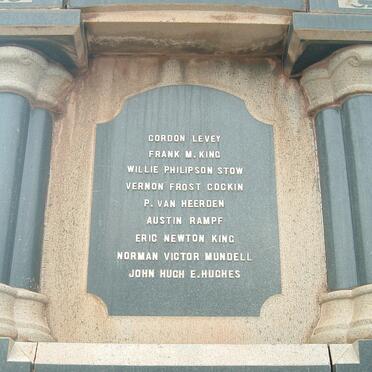 GORDON LEVEY
FRANK M. KING
WILLIE PHILIPSON STOW
VERNON FROST COCKIN
P. VAN HEERDEN
AUSTIN RAMPF
ERIC NEWTON KING
NORMAN VICTOR MUNDELL
JOHN HUGH E. HUGHES